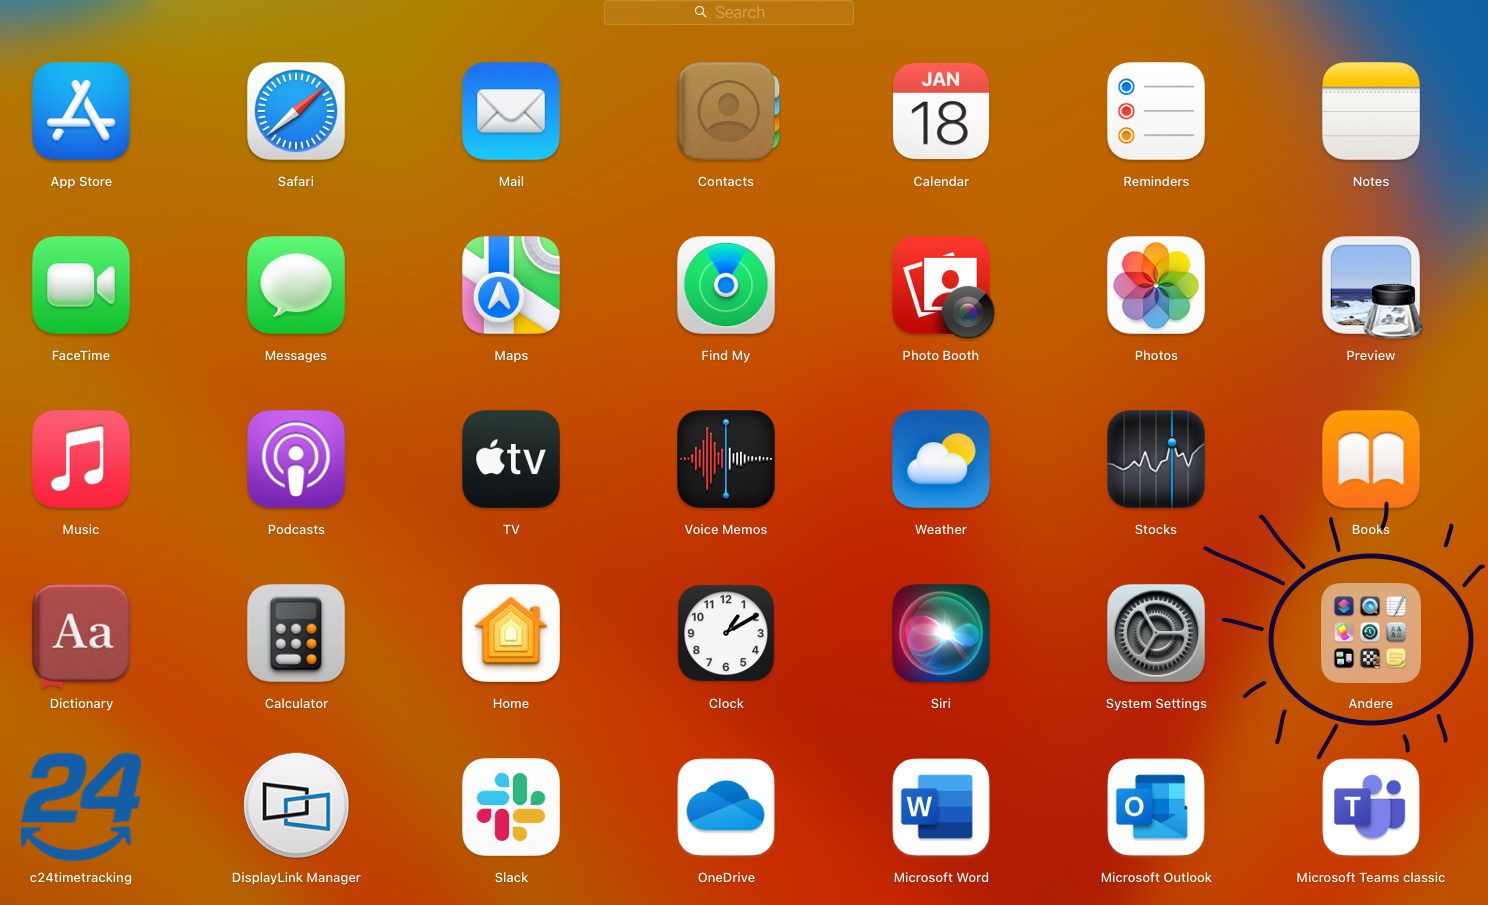 Search
JAN
18
App Store
Safari
Mail
Contacts
Calendar
Reminders
Notes
FaceTime
Messages
Maps
Find My
Photo Booth
Photos
Preview
tv
Music
Podcasts
TV
Voice Memos
Weather
Stocks
Books
Aa
12
1
2
3
4
5
6
7
8
9
10
11
Dictionary
Calculator
Home
Clock
Siri
System Settings
Andere
24
W
O
T
c24timetracking
DisplayLink Manager
Slack
OneDrive
Microsoft Word
Microsoft Outlook
Microsoft Teams classic